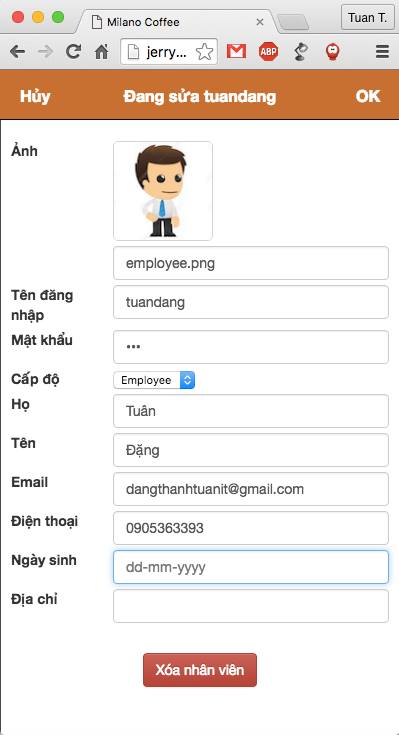 Milano Coffee
Tuan T.
jerry
ABP
Hủy Đang sửa tuandang OK
Ảnh
employee.png
Tên đăng nhập tuandang
Mật khẩu •••
Cấp độ Employee
Họ Tuân
Tên Đặng
Email dangthanhtuanit@gmail.com
Điện thoại 0905363393
Ngày sinh dd-mm-yyyy
Địa chỉ
Xóa nhân viên